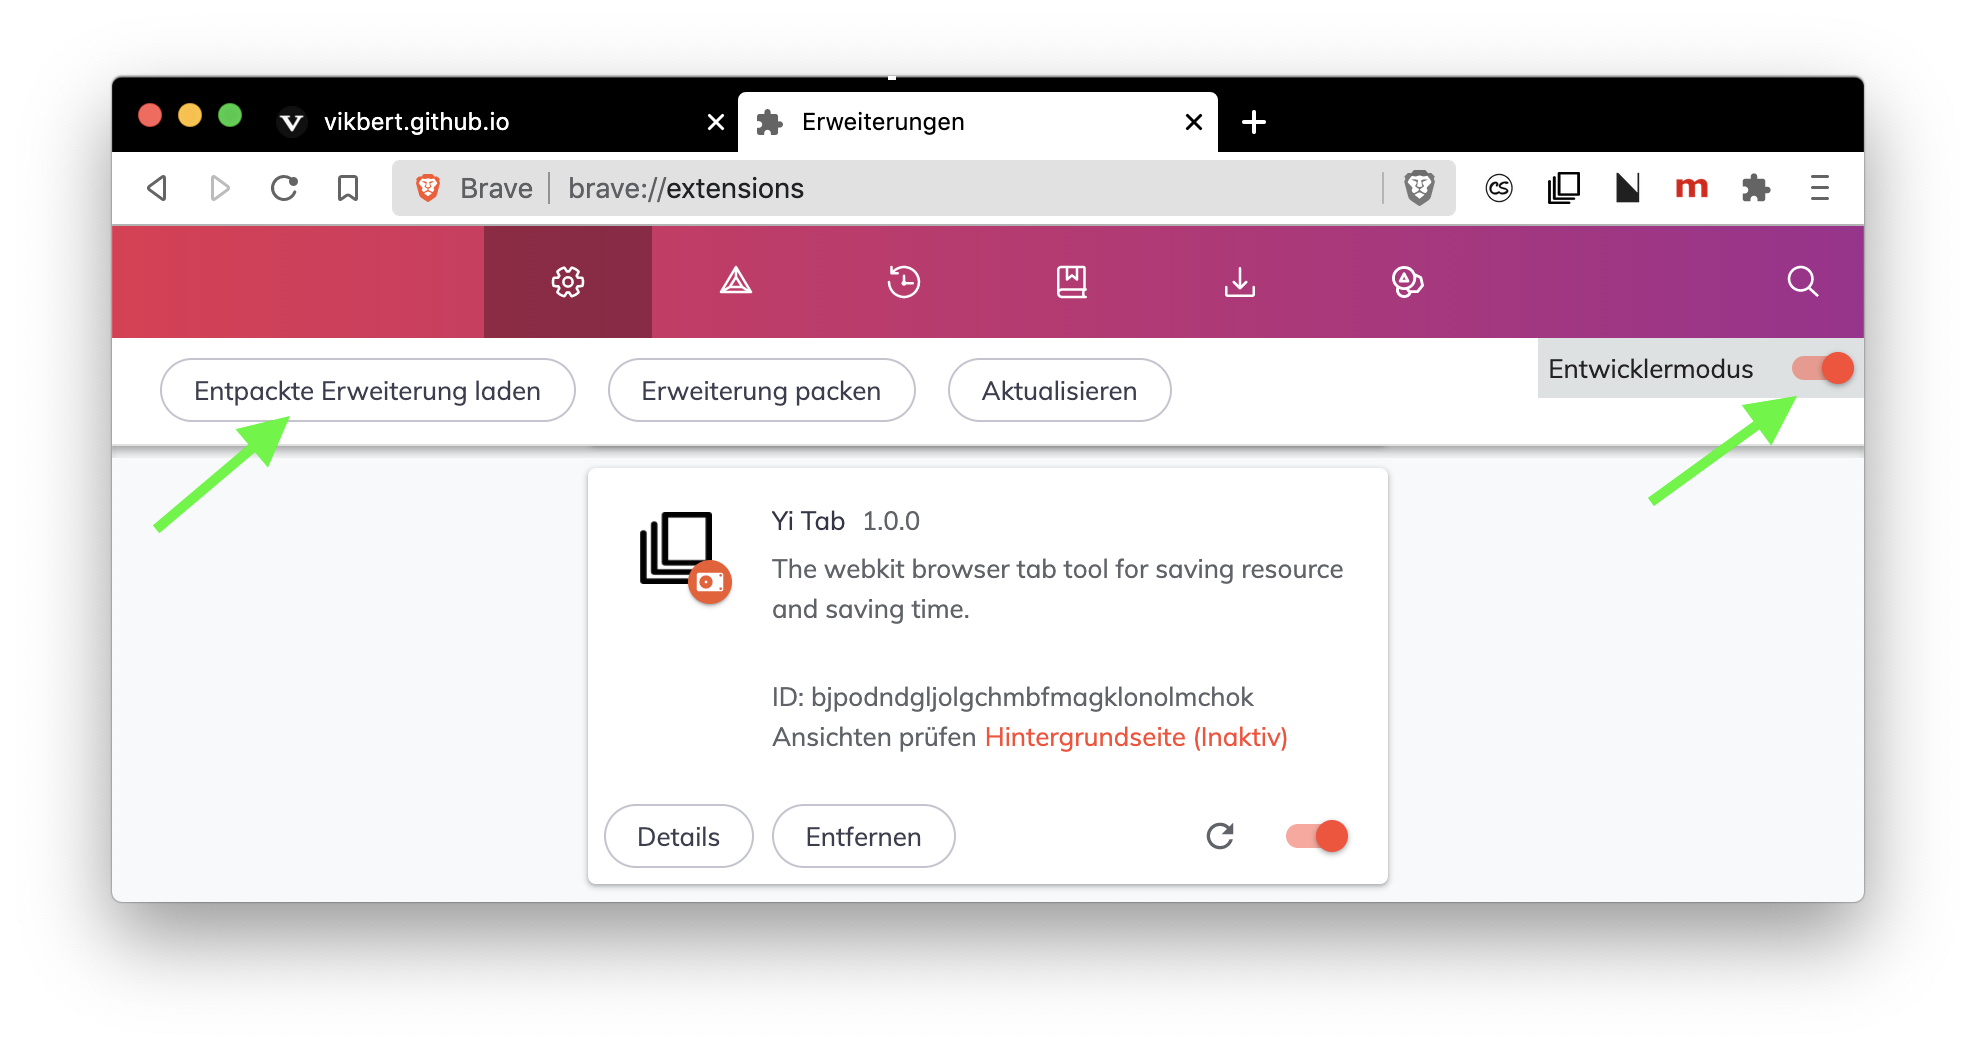 vikbert.github.io
Erweiterungen
Brave
brave://extensions
CS
m
Entpackte Erweiterung laden
Erweiterung packen
Aktualisieren
Entwicklermodus
Yi Tab 1.0.0
The webkit browser tab tool for saving resource
and saving time.
ID: bjpodndgljolgchmbfmagklonolmchok
Ansichten prüfen Hintergrundseite (Inaktiv)
Details
Entfernen